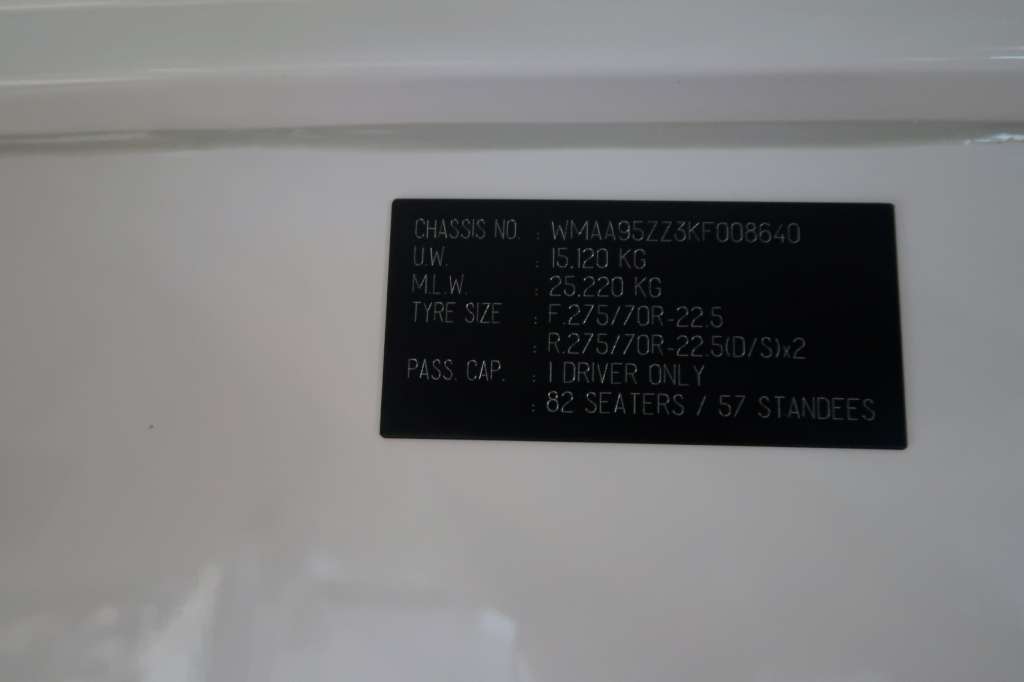 CHASSIS NO. : WMAA95ZZ3KF008640
U.W. : 15,120 KG
M.L.W. : 25,220 KG
TYRE SIZE : F.275/70R-22.5
: R.275/70R-22.5(D/S)x2
PASS. CAP. : 1 DRIVER ONLY
: 82 SEATERS / 57 STANDEES